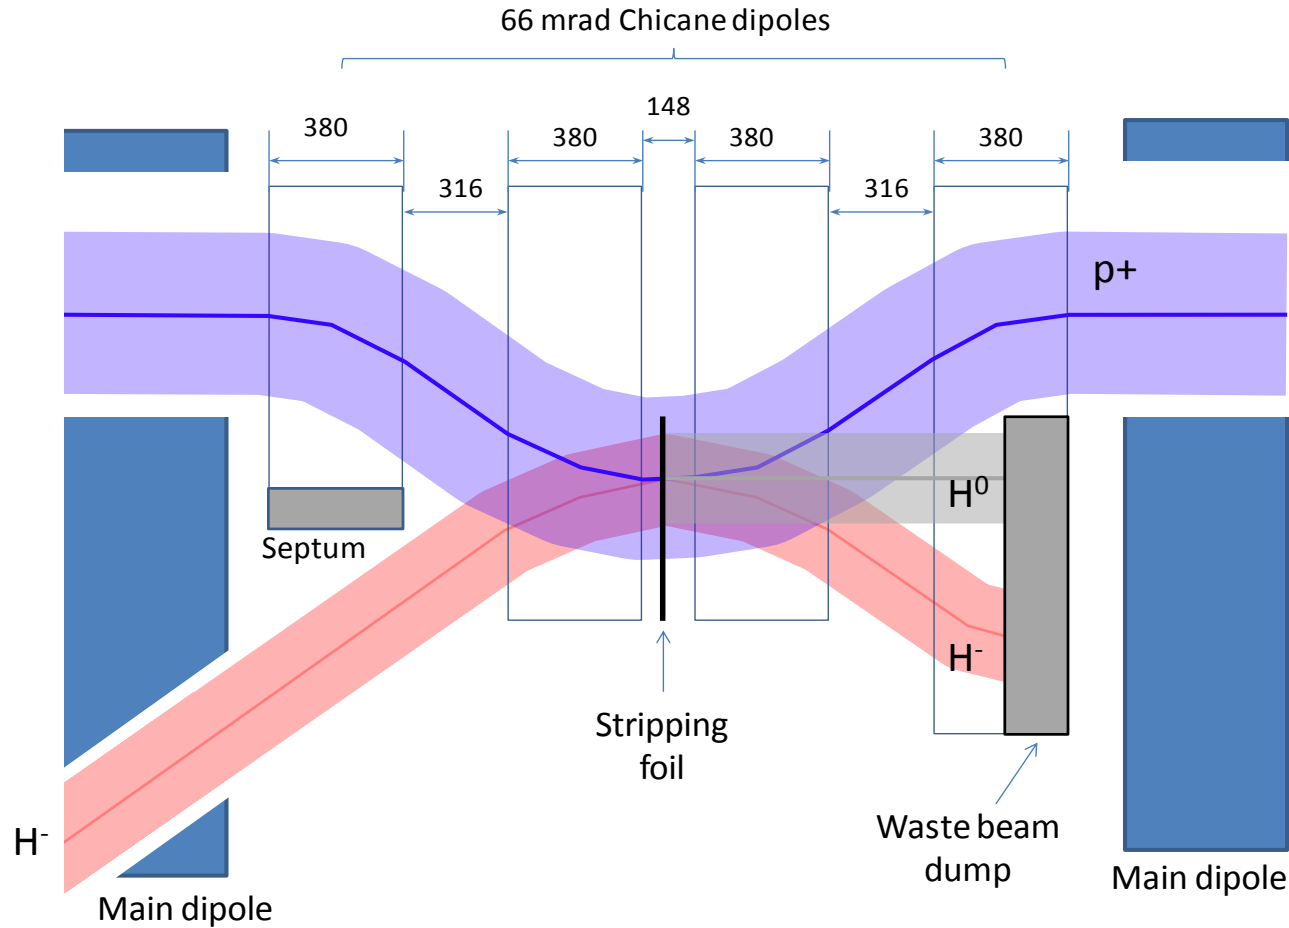 66 mrad Chicane dipoles
148
380
380
380
380
316
316
p+
H⁰
Septum
H⁻
Stripping
foil
H⁻
Waste beam
dump
Main dipole
Main dipole